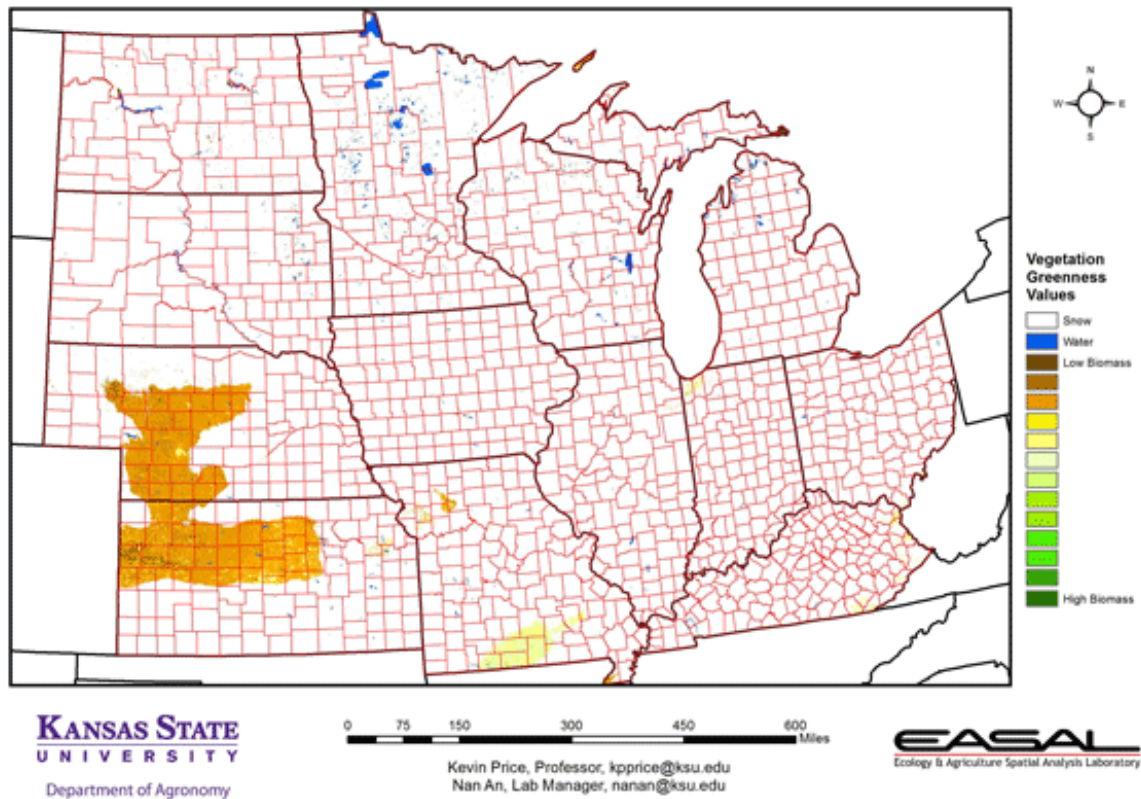 N
W
E
S
Vegetation
Greenness
Values
Snow
Water
Low Biomass
High Biomass
KANSAS STATE
UNIVERSITY
Department of Agronomy
0 75 150 300 450 600
Miles
Kevin Price, Professor, kpprice@ksu.edu
Nan An, Lab Manager, nanan@ksu.edu
EASAL
Ecology & Agriculture Spatial Analysis Laboratory